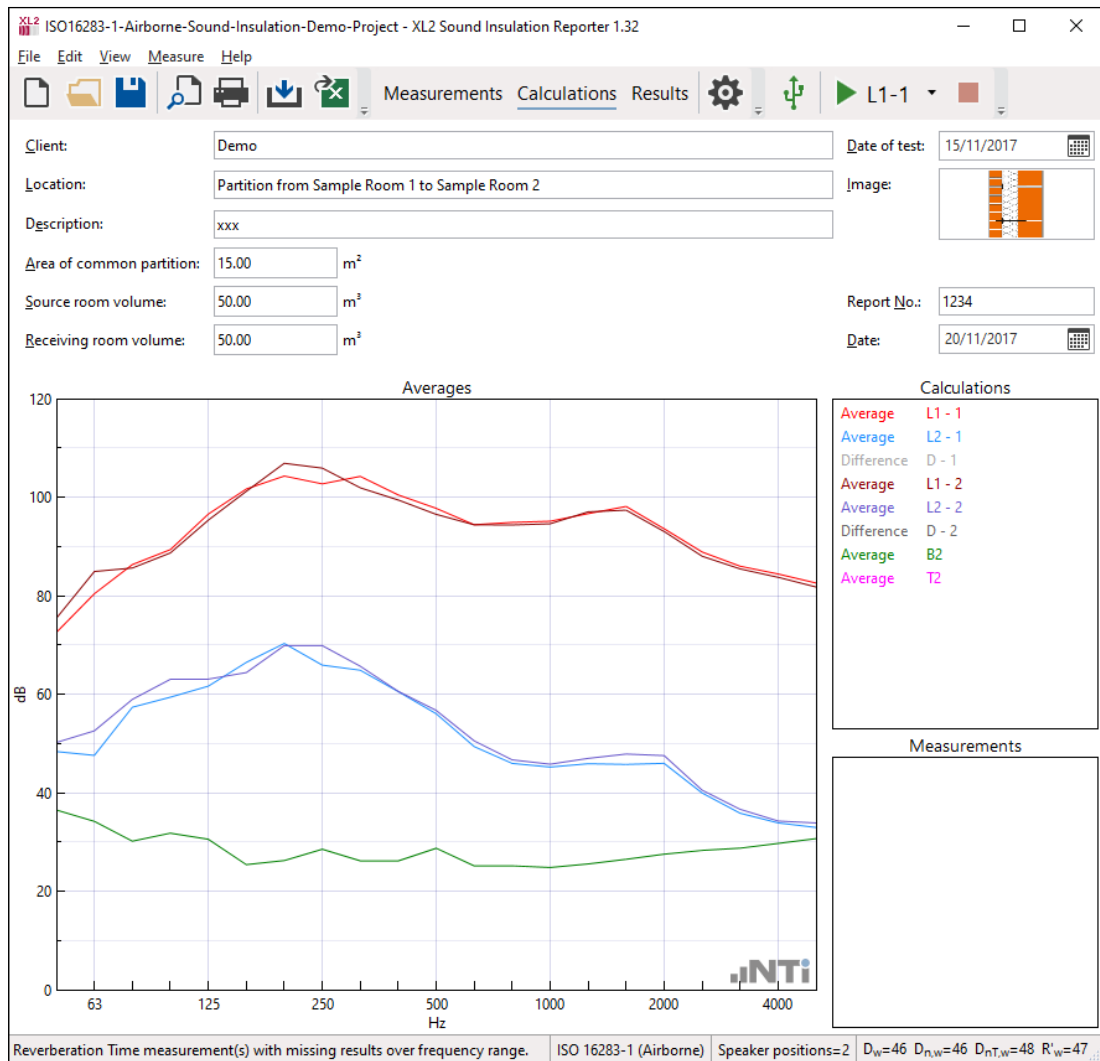 XL2 ISO16283-1-Airborne-Sound-Insulation-Demo-Project - XL2 Sound Insulation Reporter 1.32
File Edit View Measure Help
Measurements Calculations Results L1-1
Client: Demo Date of test: 15/11/2017
Location: Partition from Sample Room 1 to Sample Room 2 Image:
Description: xxx
Area of common partition: 15.00 m²
Source room volume: 50.00 m³ Report No.: 1234
Receiving room volume: 50.00 m³ Date: 20/11/2017
Averages
Calculations
120
100
80
60
40
20
0
dB
63 125 250 500 1000 2000 4000
Hz
NTi
Average L1 - 1
Average L2 - 1
Difference D - 1
Average L1 - 2
Average L2 - 2
Difference D - 2
Average B2
Average T2
Measurements
Reverberation Time measurement(s) with missing results over frequency range. ISO 16283-1 (Airborne) Speaker positions=2 Dw=46 Dn,w=46 DnT,w=48 R'w=47